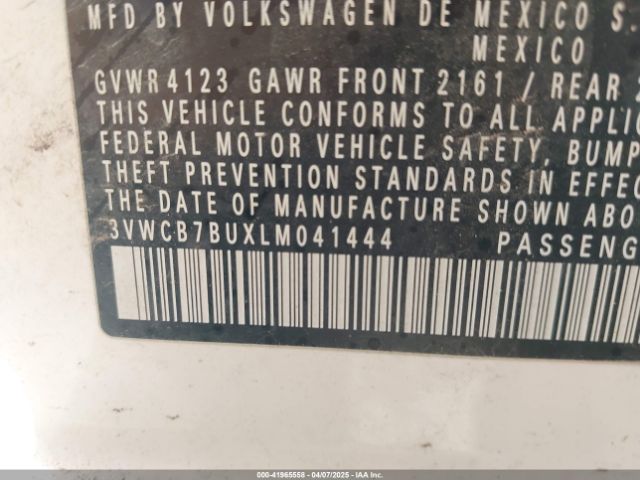 MFD BY VOLKSWAGEN DE MEXICO S.
MEXICO
GVWR 4123 GAWR FRONT 2161 / REAR
THIS VEHICLE CONFORMS TO ALL APPLIC
FEDERAL MOTOR VEHICLE SAFETY, BUMP
THEFT PREVENTION STANDARDS IN EFFEC
THE DATE OF MANUFACTURE SHOWN ABO
3VWCB7BUXLM041444 PASSENG
000-41965558 - 04/07/2025 - IAAI.COM